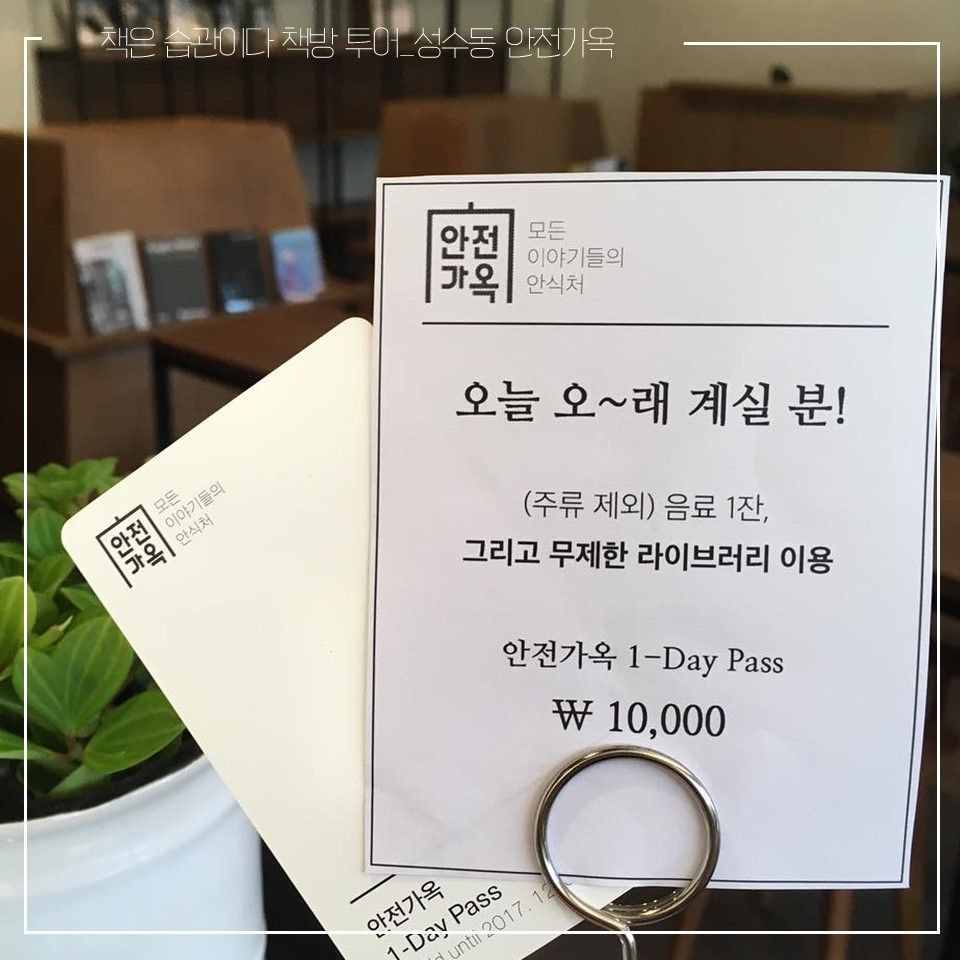 책은 습관이다 책방 투어_성수동 안전가옥
안전
가옥
모든
이야기들의
안식처
오늘 오~래 계실 분!
(주류 제외) 음료 1잔,
그리고 무제한 라이브러리 이용
안전가옥 1-Day Pass
₩ 10,000
안전
가옥
모든
이야기들의
안식처
안전가옥
1-Day Pass
until 2017. 12